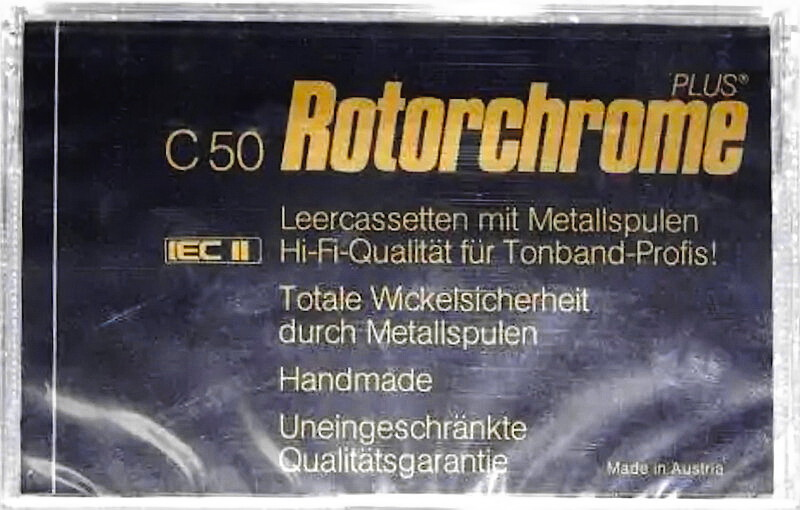 PLUS®
C 50 Rotorchrome
Leercassetten mit Metallspulen
IEC II Hi-Fi-Qualität für Tonband-Profis!
Totale Wickelsicherheit
durch Metallspulen
Handmade
Uneingeschränkte
Qualitätsgarantie
Made in Austria